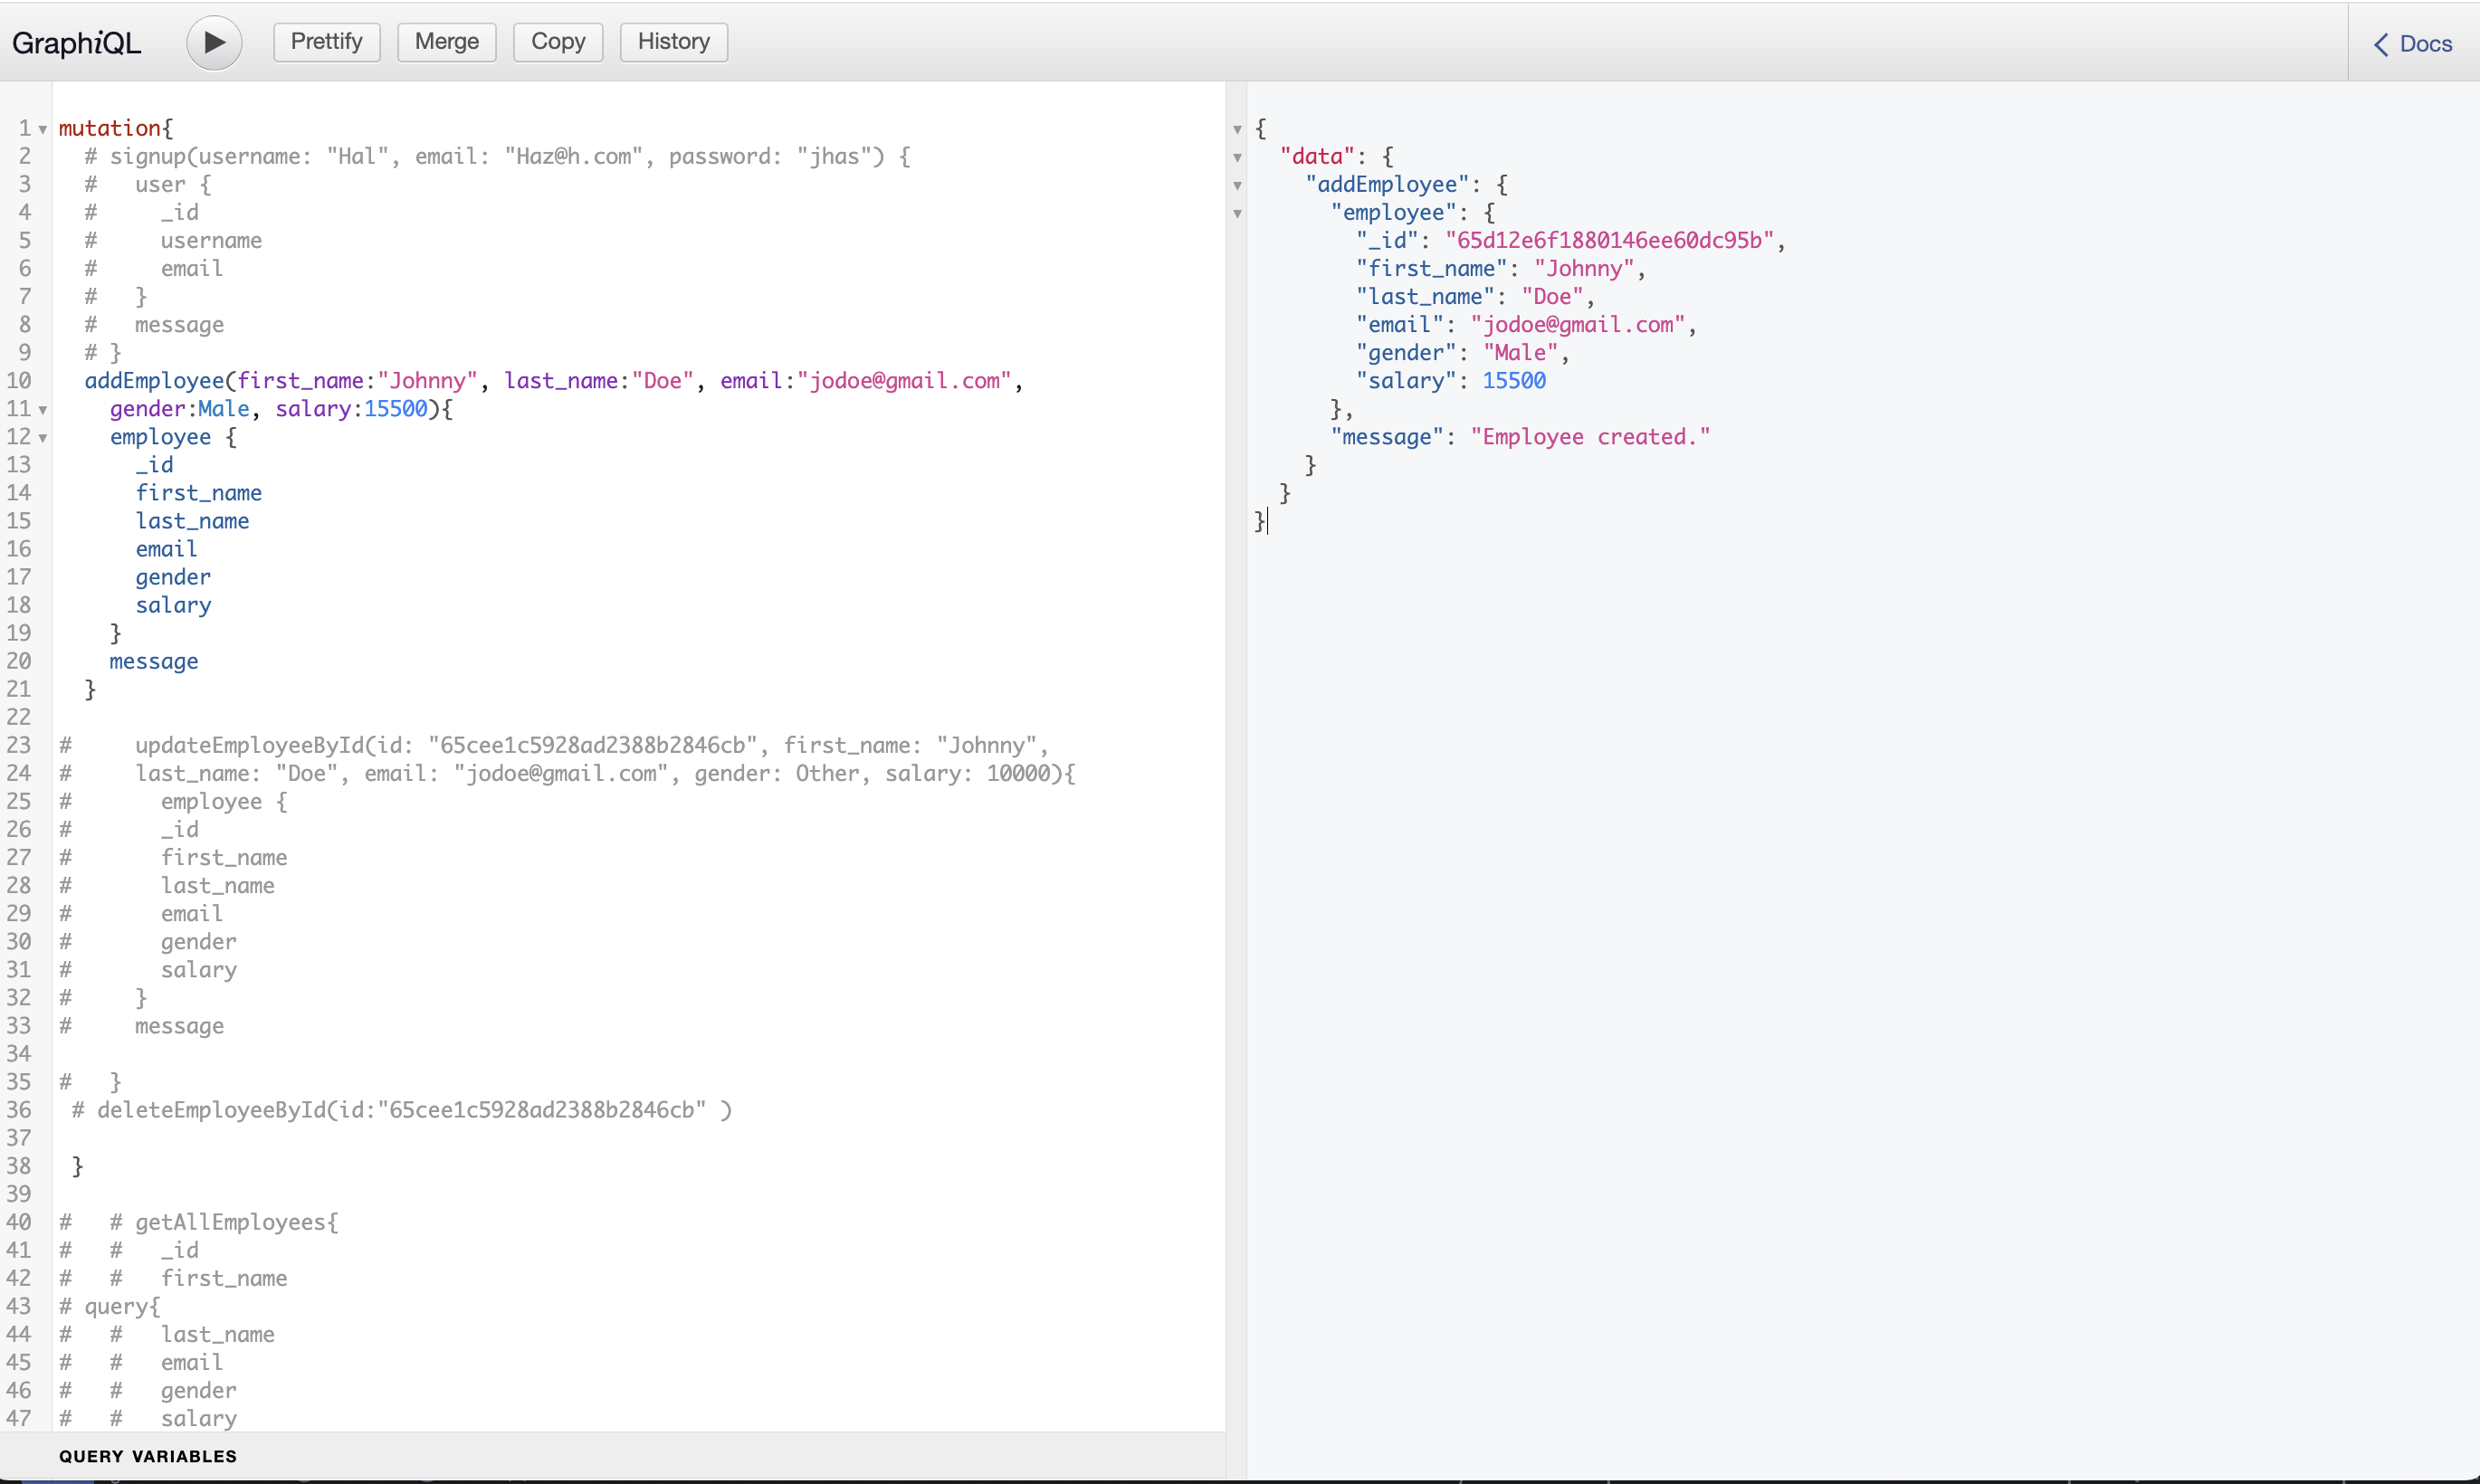 GraphiQL Prettify Merge Copy History Docs
1 mutation{
2   # signup(username: "Hal", email: "Haz@h.com", password: "jhas") {
3   #   user {
4   #     _id
5   #     username
6   #     email
7   #   }
8   #   message
9   # }
10   addEmployee(first_name:"Johnny", last_name:"Doe", email:"jodoe@gmail.com",
11     gender:Male, salary:15500){
12     employee {
13       _id
14       first_name
15       last_name
16       email
17       gender
18       salary
19     }
20     message
21   }
22
23 #     updateEmployeeById(id: "65cee1c5928ad2388b2846cb", first_name: "Johnny",
24 #     last_name: "Doe", email: "jodoe@gmail.com", gender: Other, salary: 10000){
25 #       employee {
26 #       _id
27 #       first_name
28 #       last_name
29 #       email
30 #       gender
31 #       salary
32 #     }
33 #     message
34
35 #   }
36  # deleteEmployeeById(id:"65cee1c5928ad2388b2846cb" )
37
38  }
39
40 #   # getAllEmployees{
41 #   #   _id
42 #   #   first_name
43 # query{
44 #   #   last_name
45 #   #   email
46 #   #   gender
47 #   #   salary
QUERY VARIABLES
{
  "data": {
    "addEmployee": {
      "employee": {
        "_id": "65d12e6f1880146ee60dc95b",
        "first_name": "Johnny",
        "last_name": "Doe",
        "email": "jodoe@gmail.com",
        "gender": "Male",
        "salary": 15500
      },
      "message": "Employee created."
    }
  }
}